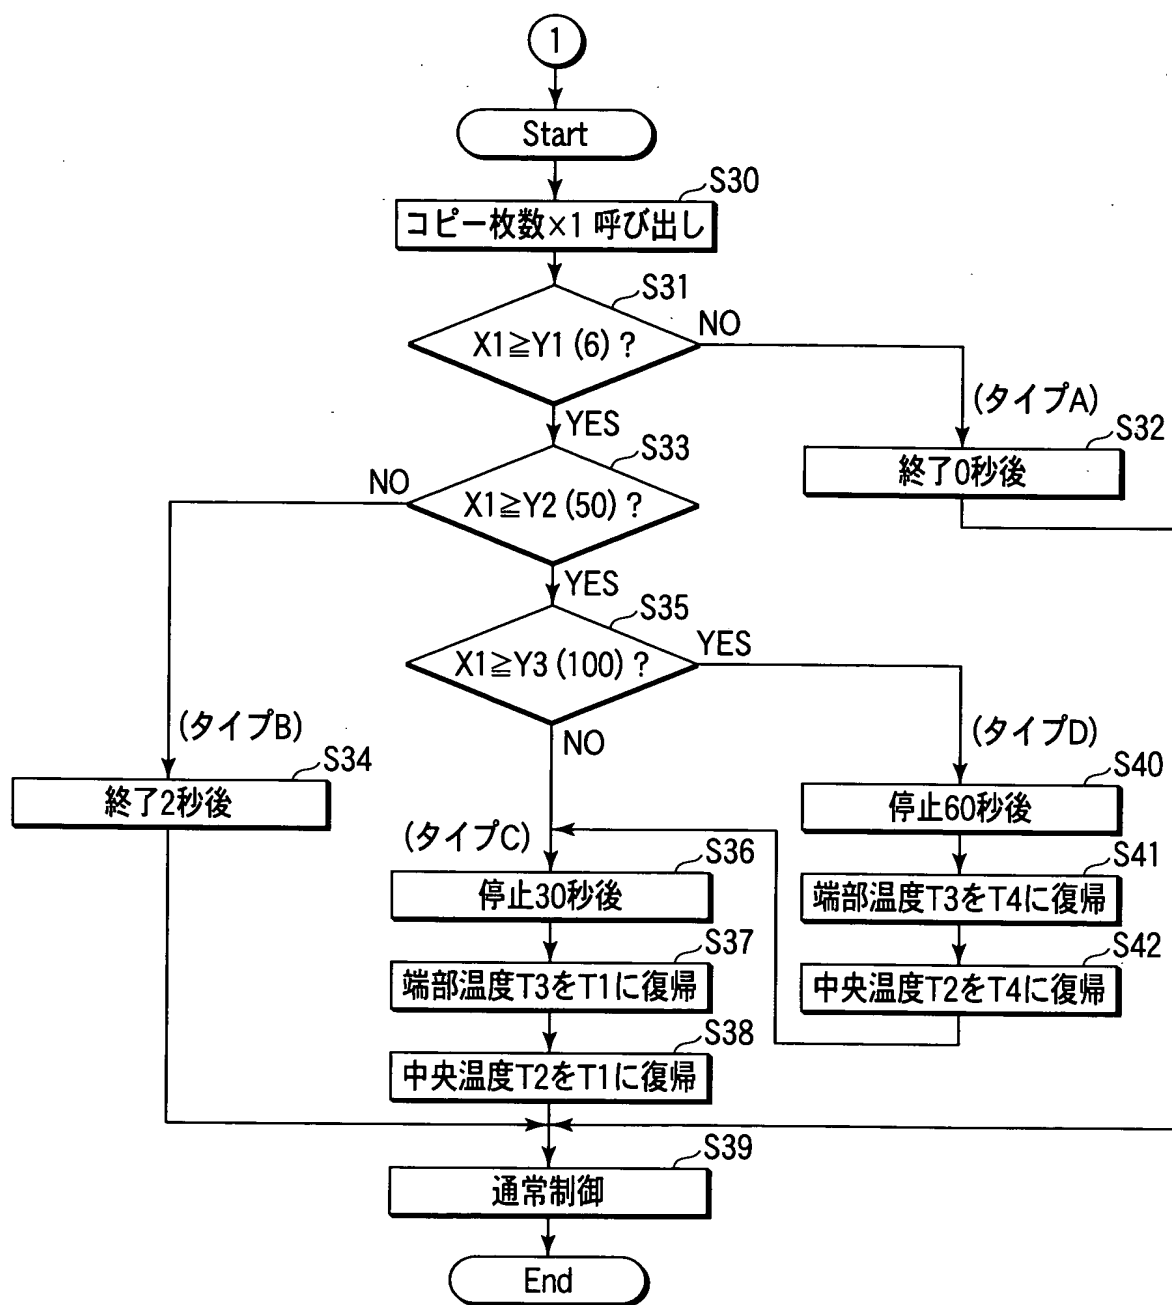 1
Start
S30
コピー枚数×1 呼び出し
S31
X1≧Y1(6)?
NO
YES
(タイプA)
S32
終了0秒後
S33
NO
X1≧Y2(50)?
YES
S35
X1≧Y3(100)?
YES
NO
(タイプB)
S34
終了2秒後
(タイプD)
S40
停止60秒後
(タイプC)
S36
停止30秒後
S41
端部温度T3をT4に復帰
S37
端部温度T3をT1に復帰
S42
中央温度T2をT4に復帰
S38
中央温度T2をT1に復帰
S39
通常制御
End